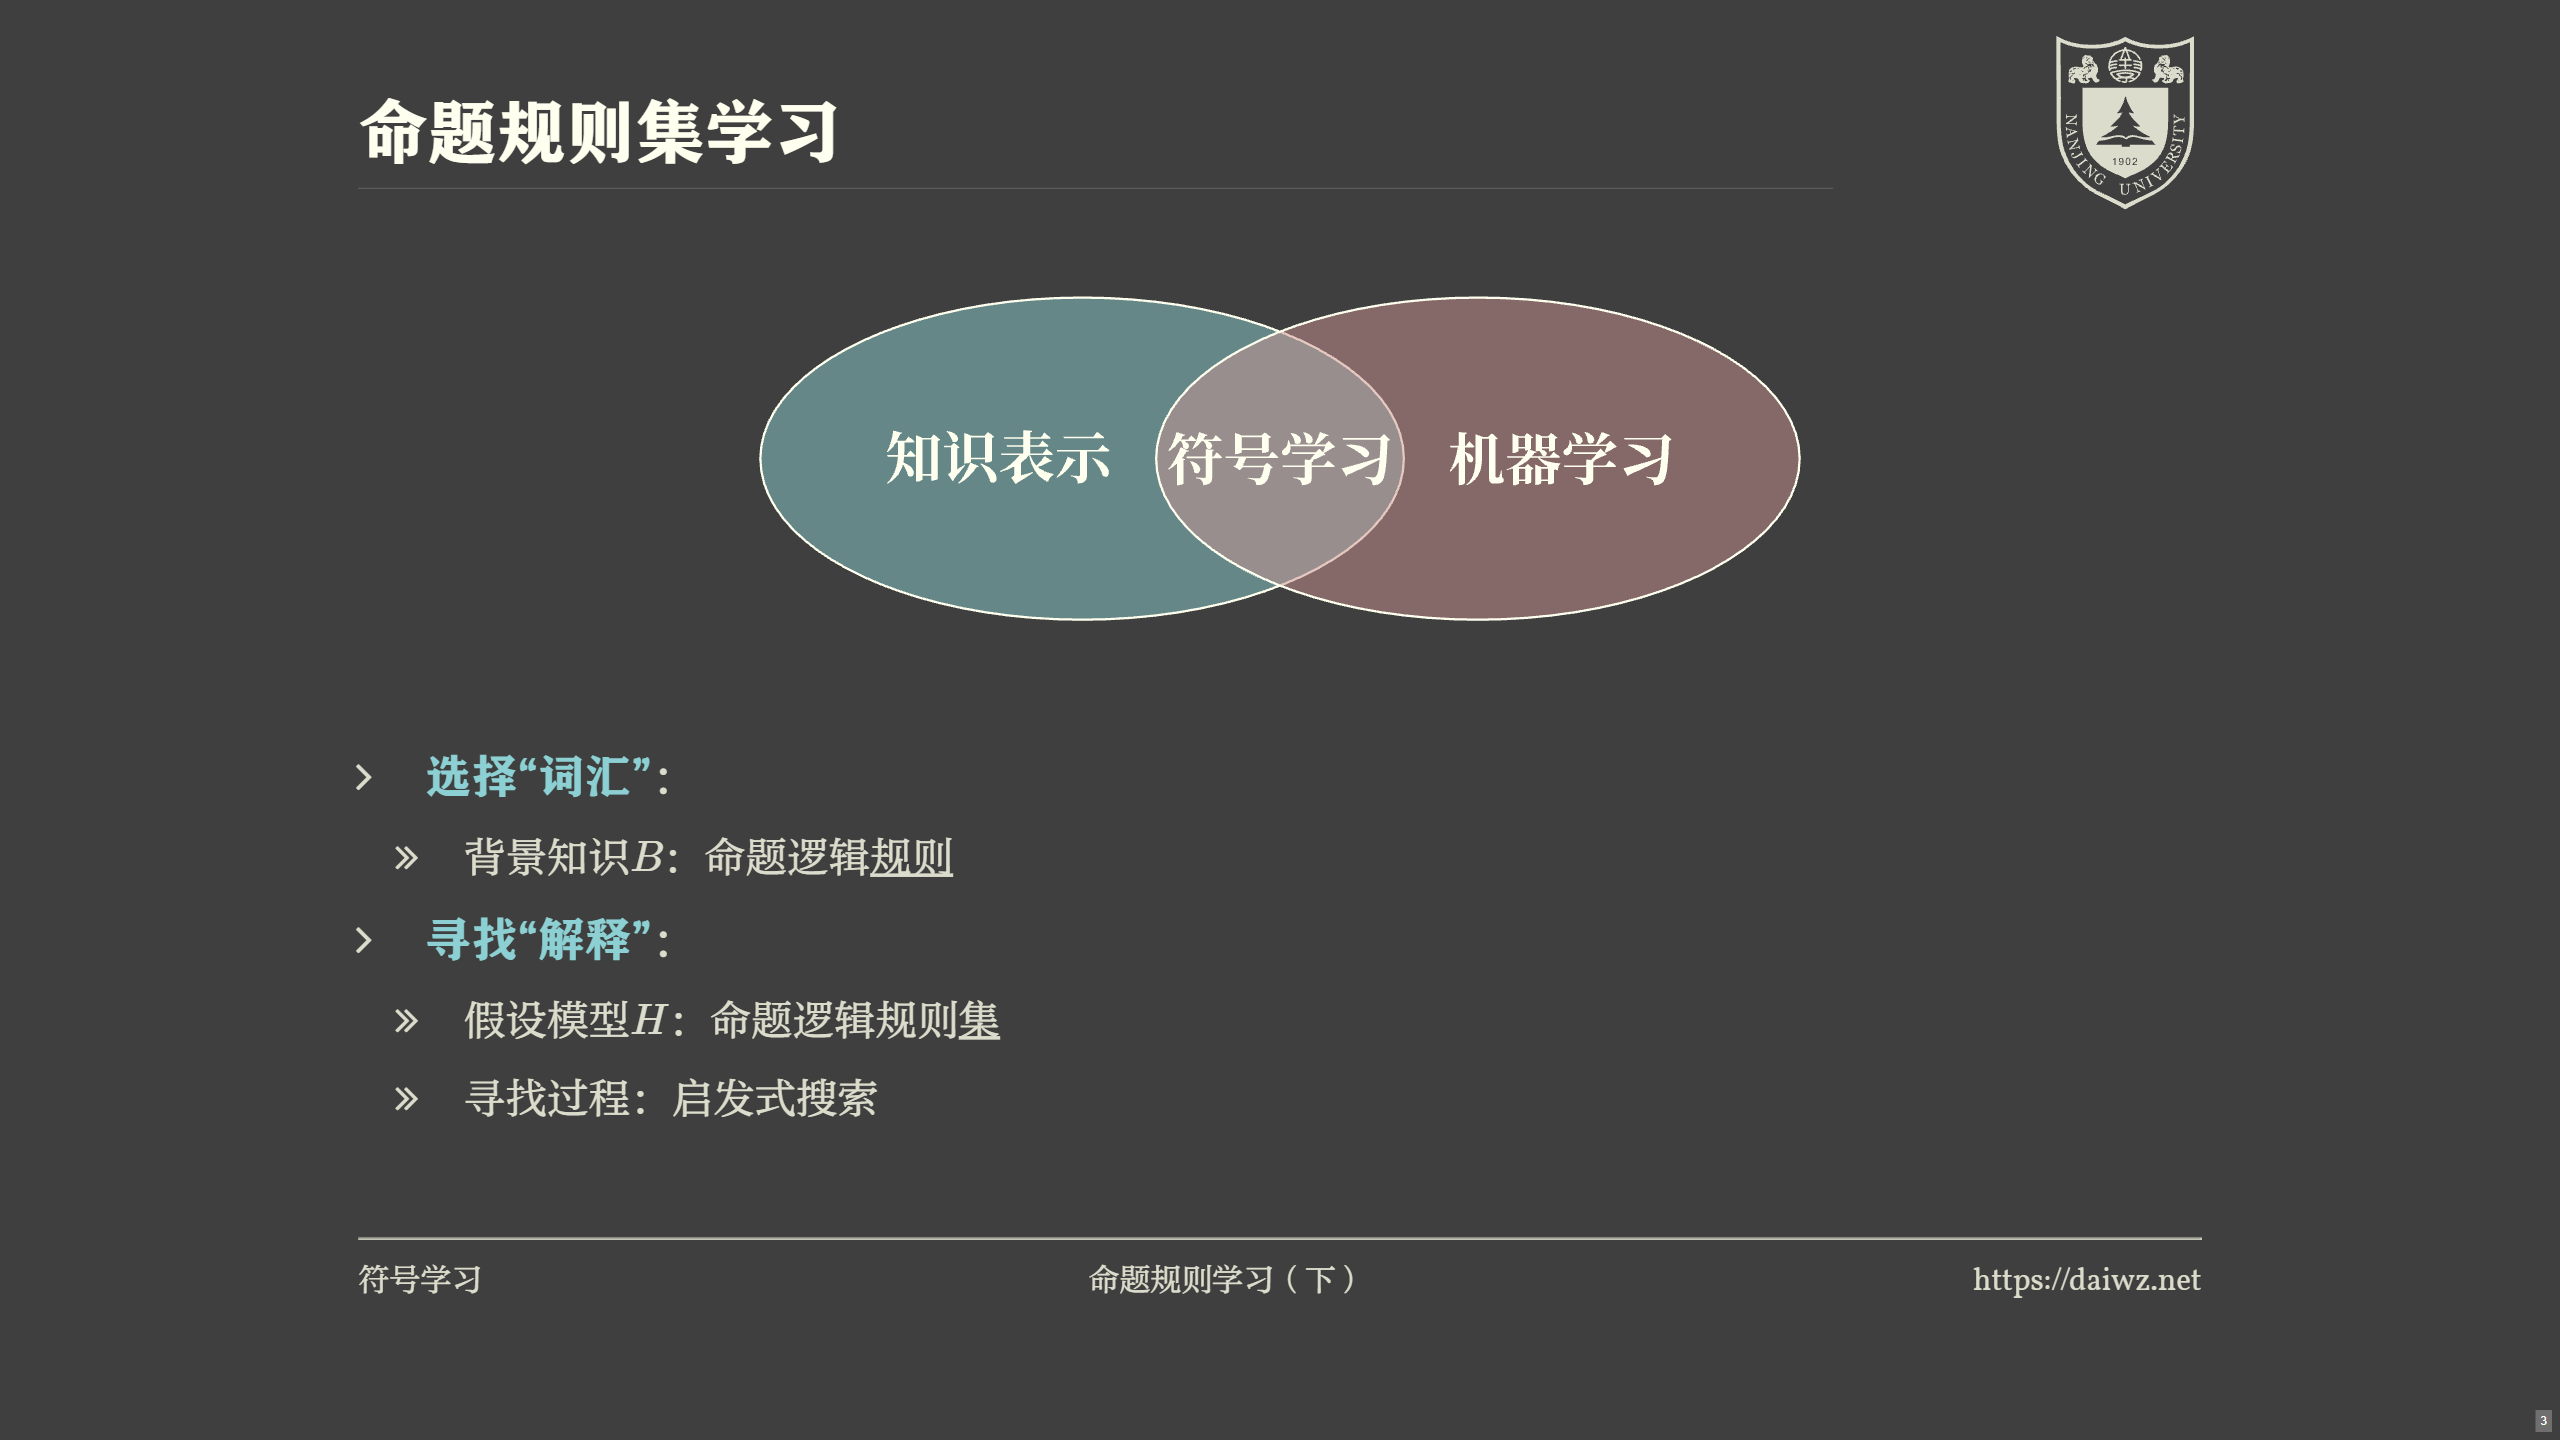 命题规则集学习
NANJING UNIVERSITY
1902
知识表示
符号学习
机器学习
选择“词汇”：
背景知识B：命题逻辑规则
寻找“解释”：
假设模型H：命题逻辑规则集
寻找过程：启发式搜索
符号学习
命题规则学习（下）
https://daiwz.net
3